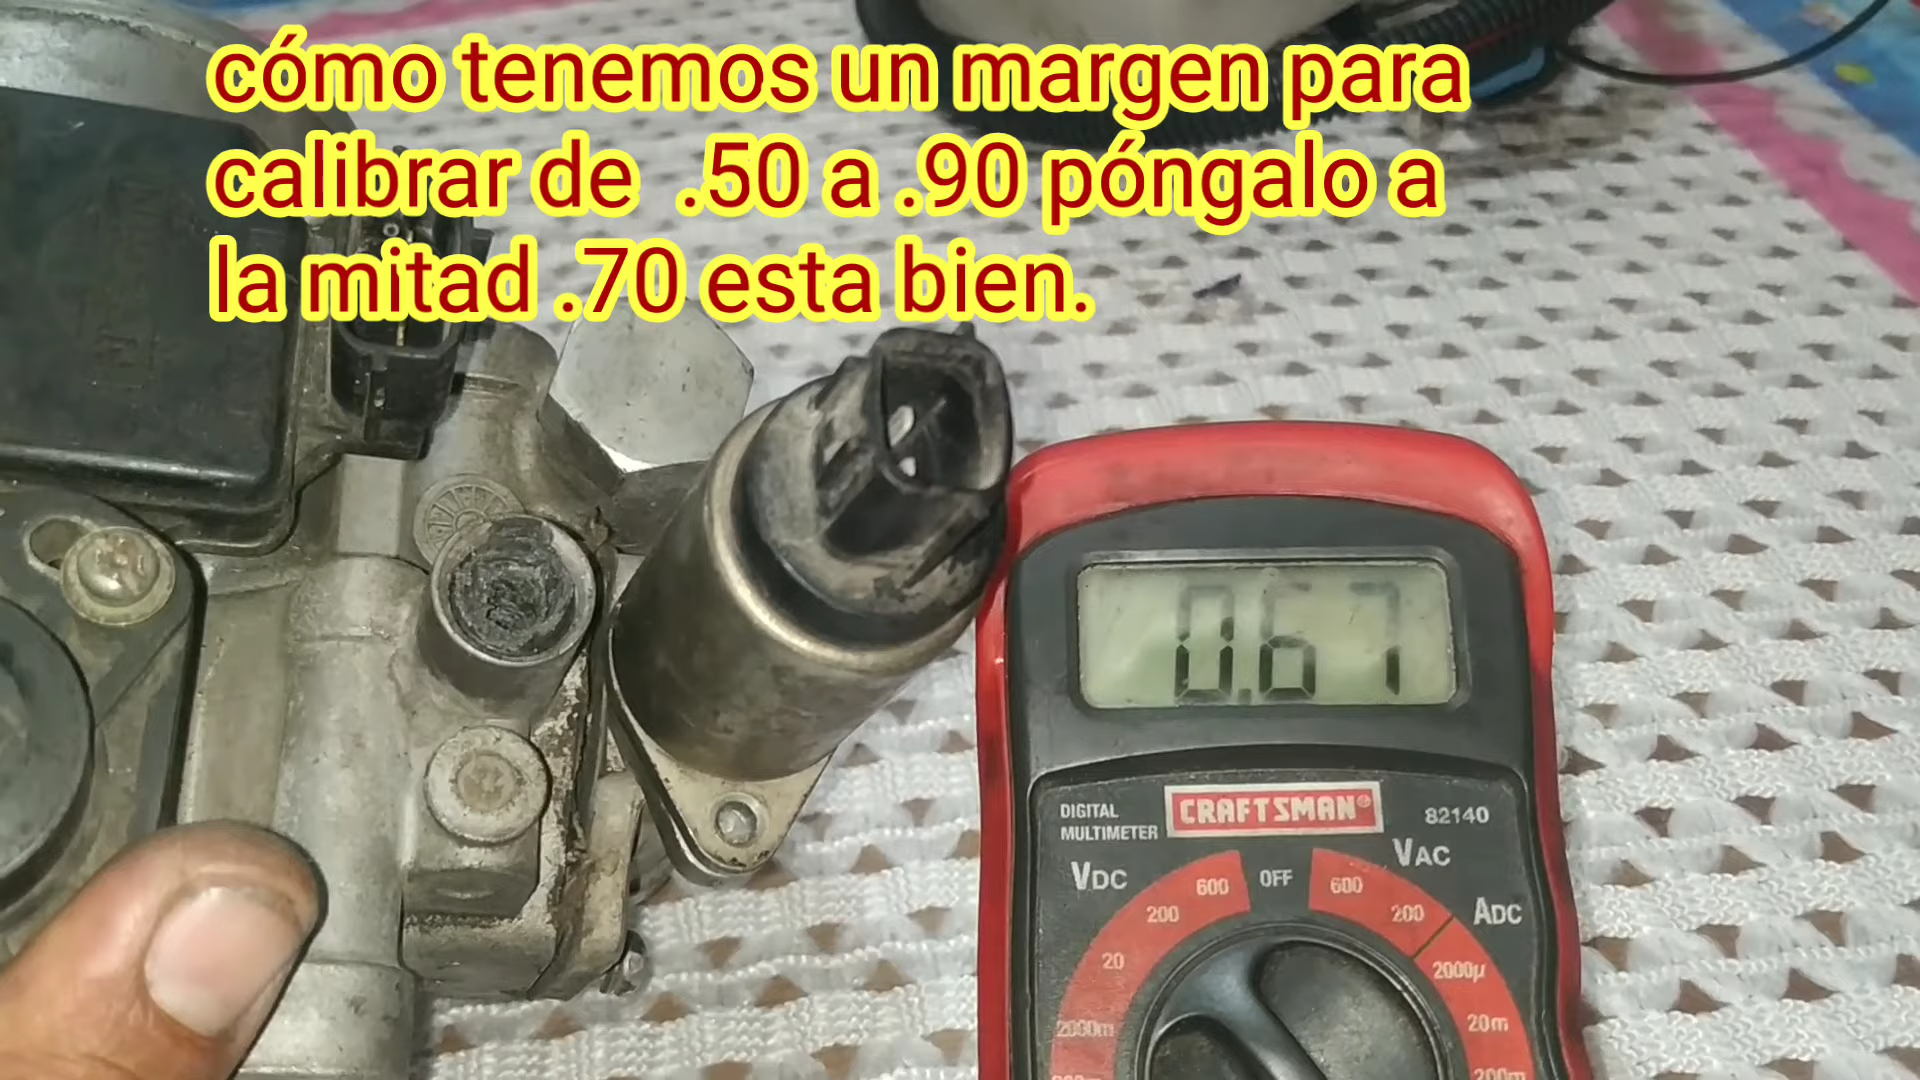 cómo tenemos un margen para
calibrar de .50 a .90 póngalo a
la mitad .70 esta bien.
0.67
DIGITAL
MULTIMETER
CRAFTSMAN®
82140
VDC
600
OFF
600
VAC
200
200
ADC
20
2000µ
2000m
20m
200m